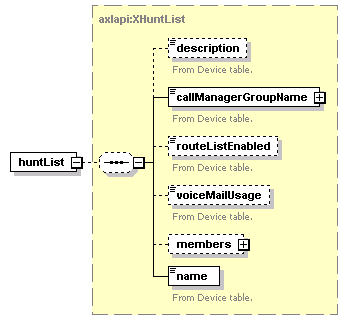 axlapi:XHuntList
description
From Device table.
callManagerGroupName
From Device table.
routeListEnabled
From Device table.
huntList
voiceMailUsage
From Device table.
members
name
From Device table.